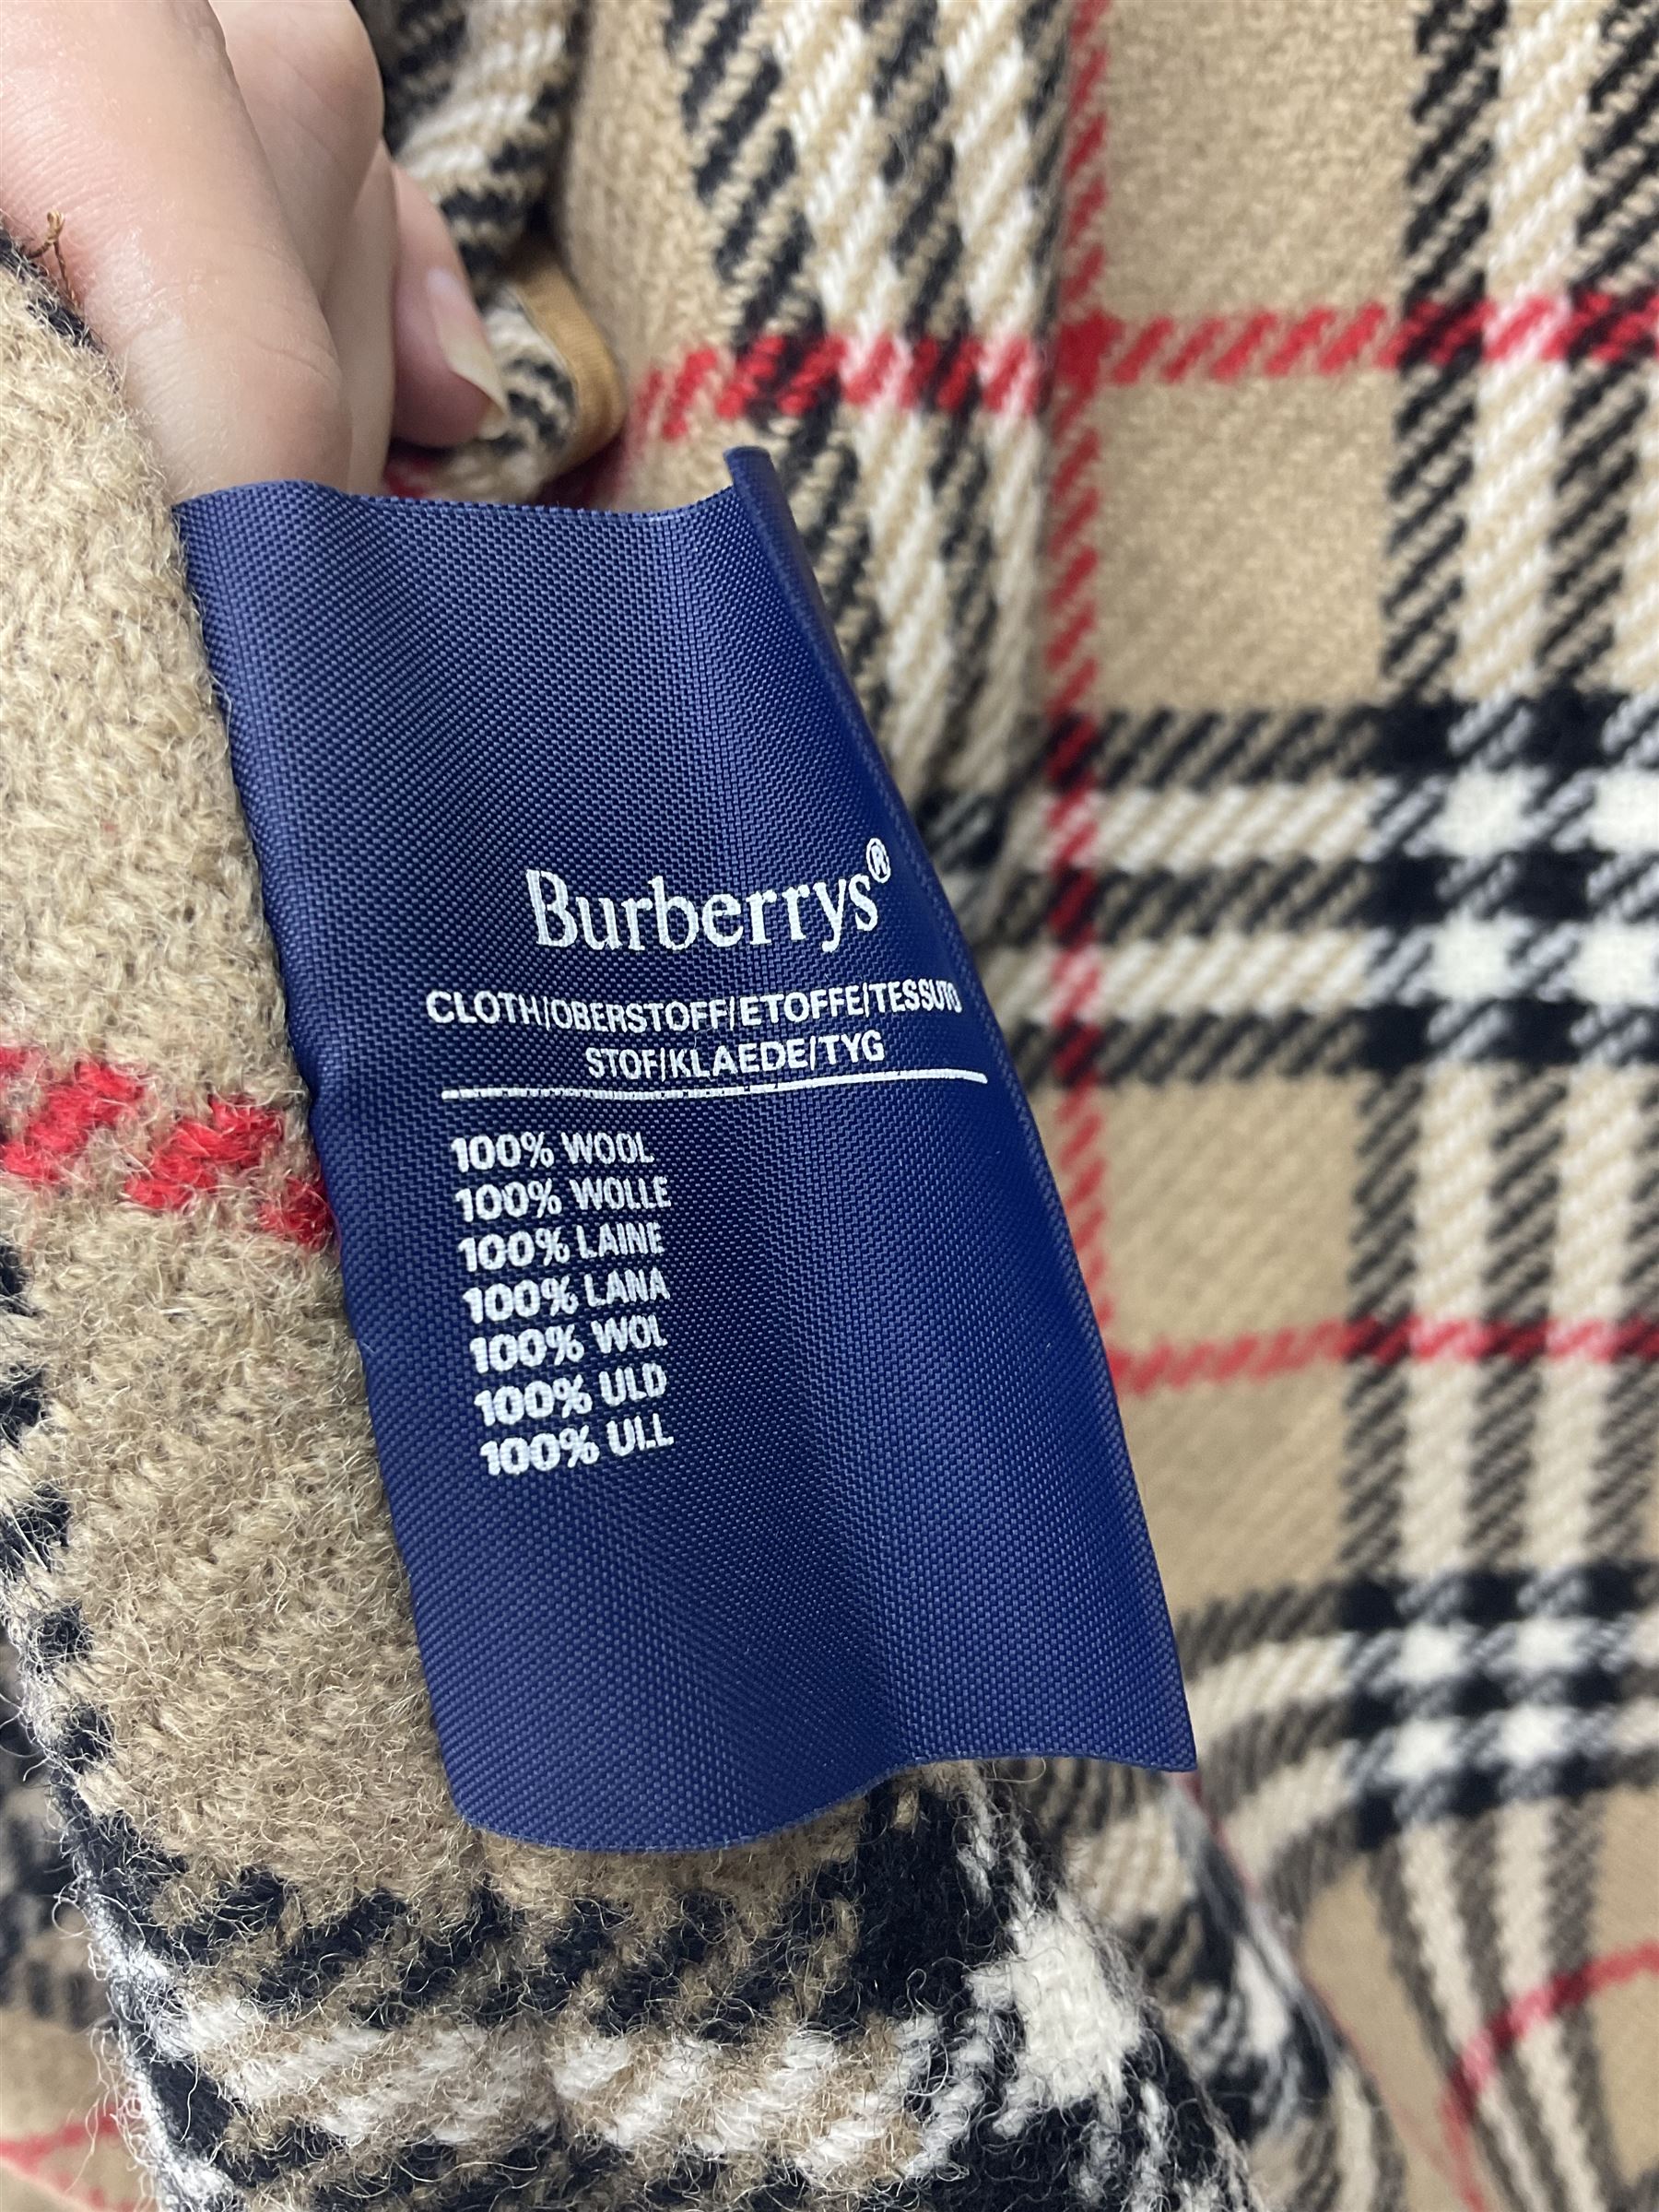 Burberrys®
CLOTH/OBERSTOFF/ETOFFE/TESSUTO
STOF/KLAEDE/TYG
100% WOOL
100% WOLLE
100% LAINE
100% LANA
100% WOL
100% ULD
100% ULL